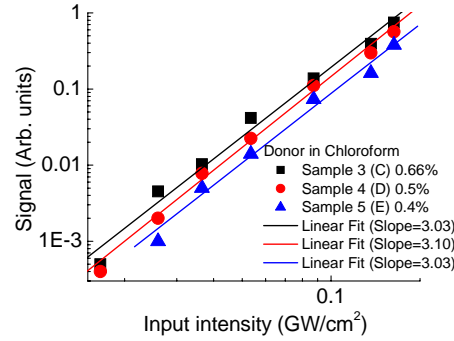 1
0.1
0.01
1E-3
Signal (Arb. units)
Donor in Chloroform
Sample 3 (C) 0.66%
Sample 4 (D) 0.5%
Sample 5 (E) 0.4%
Linear Fit (Slope=3.03)
Linear Fit (Slope=3.10)
Linear Fit (Slope=3.03)
0.1
Input intensity (GW/cm²)